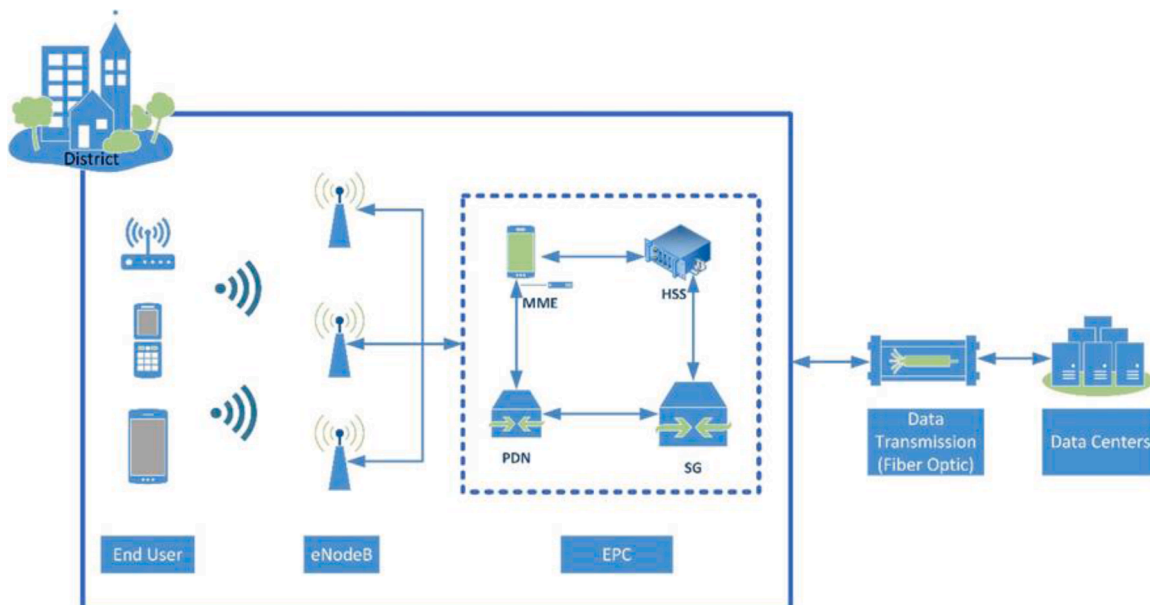 District
MME
HSS
PDN
SG
End User
eNodeB
EPC
Data
Transmission
(Fiber Optic)
Data Centers